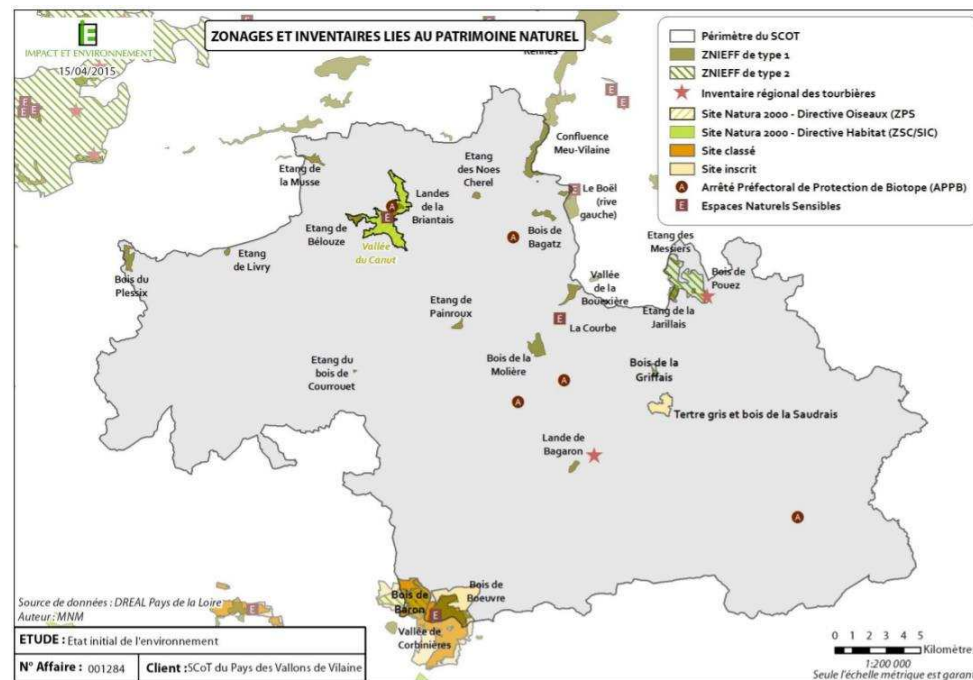 IE
IMPACT ET ENVIRONNEMENT
15/04/2015
ZONAGES ET INVENTAIRES LIES AU PATRIMOINE NATUREL
Rennes
Périmètre du SCOT
ZNIEFF de type 1
ZNIEFF de type 2
Inventaire régional des tourbières
Site Natura 2000 - Directive Oiseaux (ZPS
Site Natura 2000 - Directive Habitat (ZSC/SIC)
Site classé
Site inscrit
A Arrêté Préfectoral de Protection de Biotope (APPB)
E Espaces Naturels Sensibles
Confluence
Meu-Vilaine
Etang de
la Musse
Etang
des Noes
Cherel
Landes
de la
Briantais
Le Boël
(rive
gauche)
Etang de
Bélouze
Vallée
du Canut
Bois de
Bagatz
Etang des
Messiers
Etang
de Livry
Bois du
Plessix
Vallée
de la
Bouexière
Bois de
Pouez
Etang de
Painroux
La Courbe
Etang de la
Jarillais
Etang du
bois de
Courrouet
Bois de la
Molière
Bois de la
Griffais
Tertre gris et bois de la Saudrais
Lande de
Bagaron
Bois de
Baron
Bois de
Boeuvre
Vallée de
Corbinières
Source de données : DREAL Pays de la Loire
Auteur : MNM
ETUDE : Etat initial de l'environnement
N° Affaire : 001284
Client : SCoT du Pays des Vallons de Vilaine
0 1 2 3 4 5
Kilomètre
1:200 000
Seule l'échelle métrique est garant